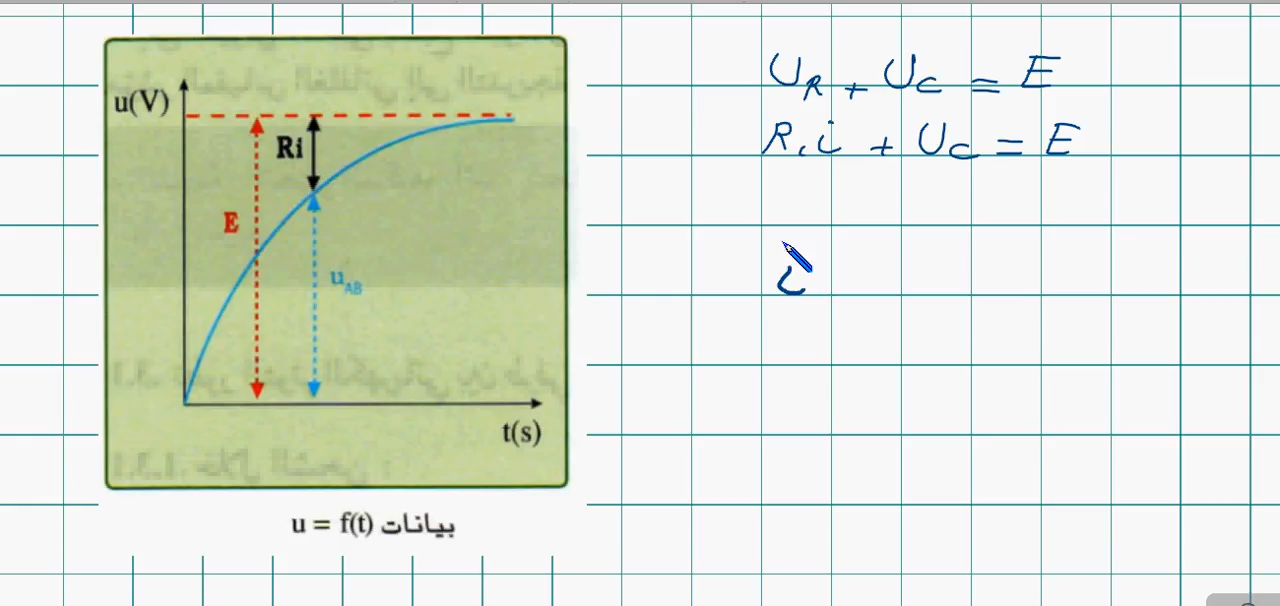 u(V)
Ri
E
u_AB
t(s)
بيانات u = f(t)
U_R + U_C = E
R.i + U_C = E
i